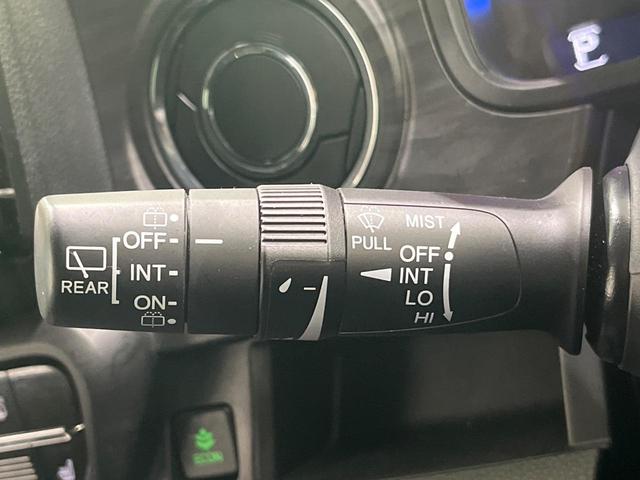 REAR
OFF
INT
ON
PULL
MIST
OFF
INT
LO
HI
P
ECON